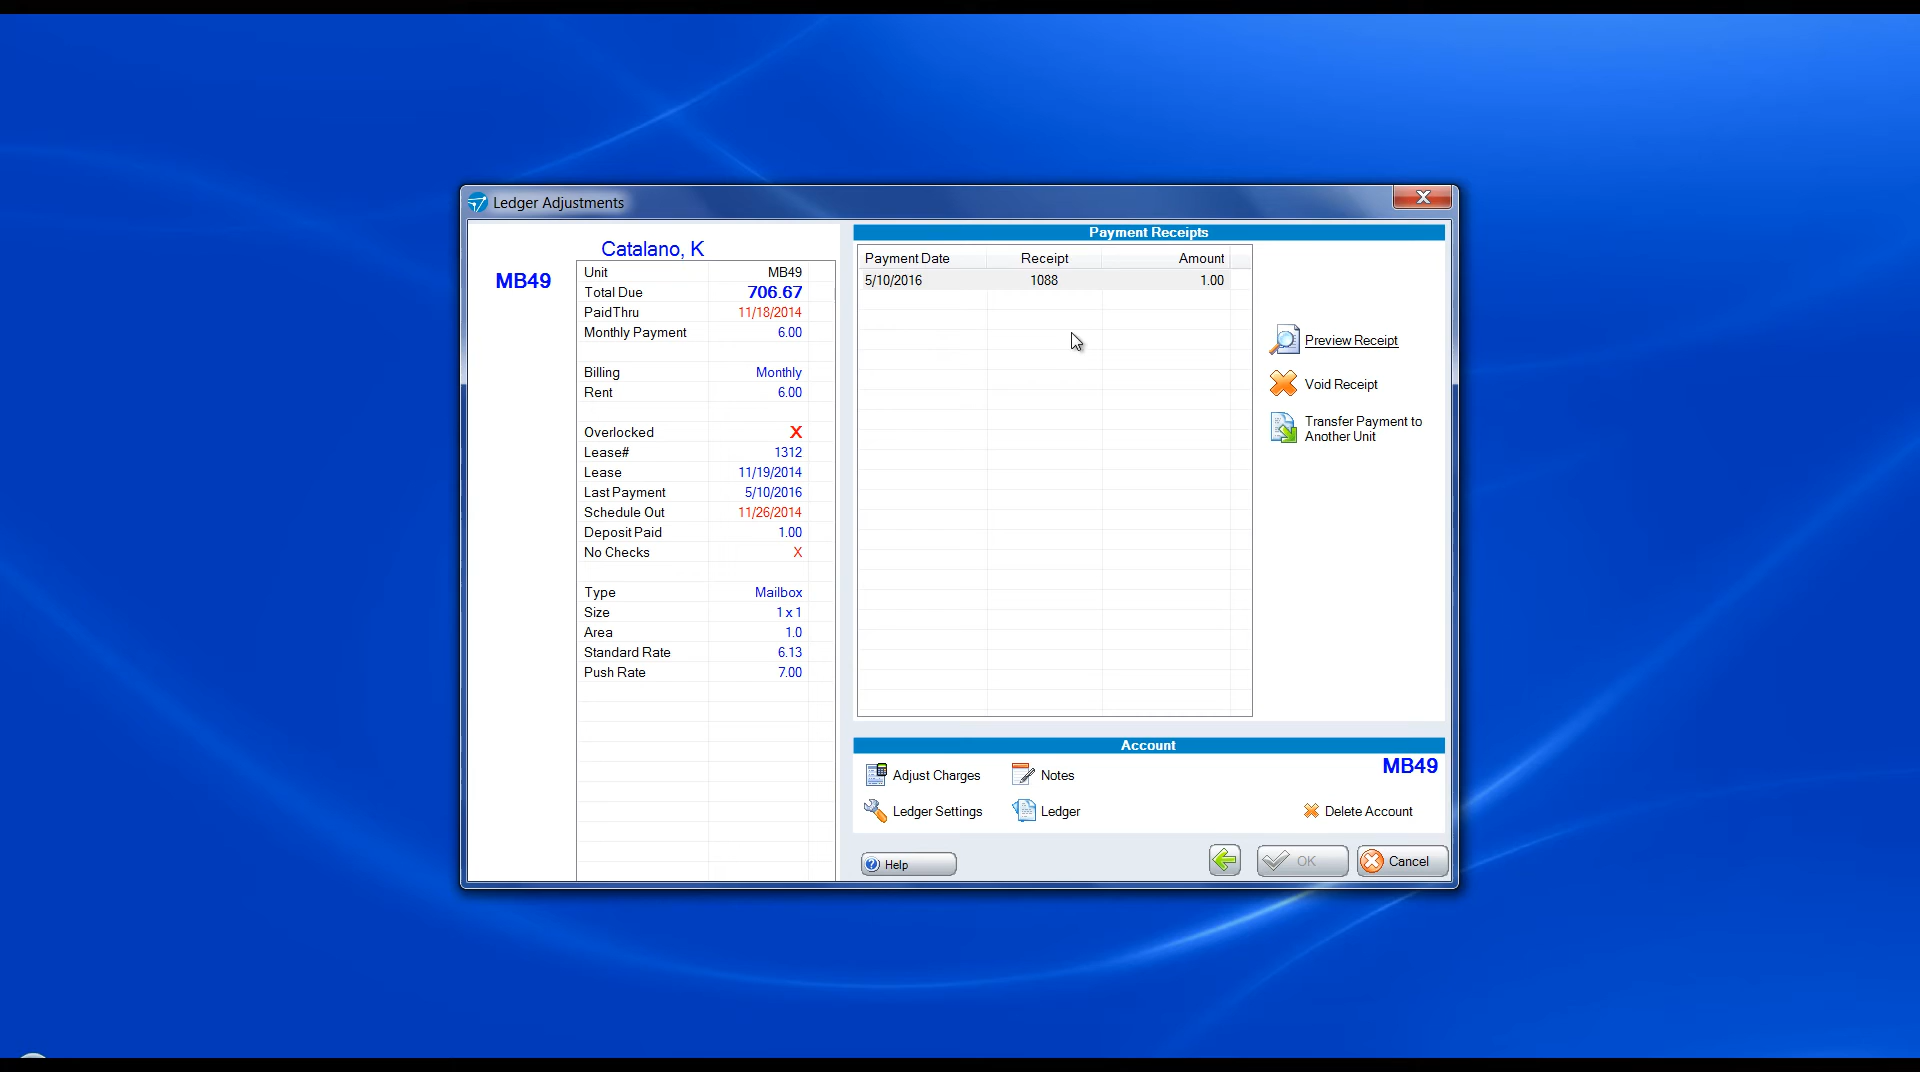 Ledger Adjustments
Catalano, K
MB49
Unit MB49
Total Due 706.67
PaidThru 11/18/2014
Monthly Payment 6.00
Billing Monthly
Rent 6.00
Overlocked X
Lease# 1312
Lease 11/19/2014
Last Payment 5/10/2016
Schedule Out 11/26/2014
Deposit Paid 1.00
No Checks X
Type Mailbox
Size 1 x 1
Area 1.0
Standard Rate 6.13
Push Rate 7.00
Payment Receipts
Payment Date Receipt Amount
5/10/2016 1088 1.00
Preview Receipt
Void Receipt
Transfer Payment to
Another Unit
Account
MB49
Adjust Charges Notes
Ledger Settings Ledger Delete Account
Help OK Cancel